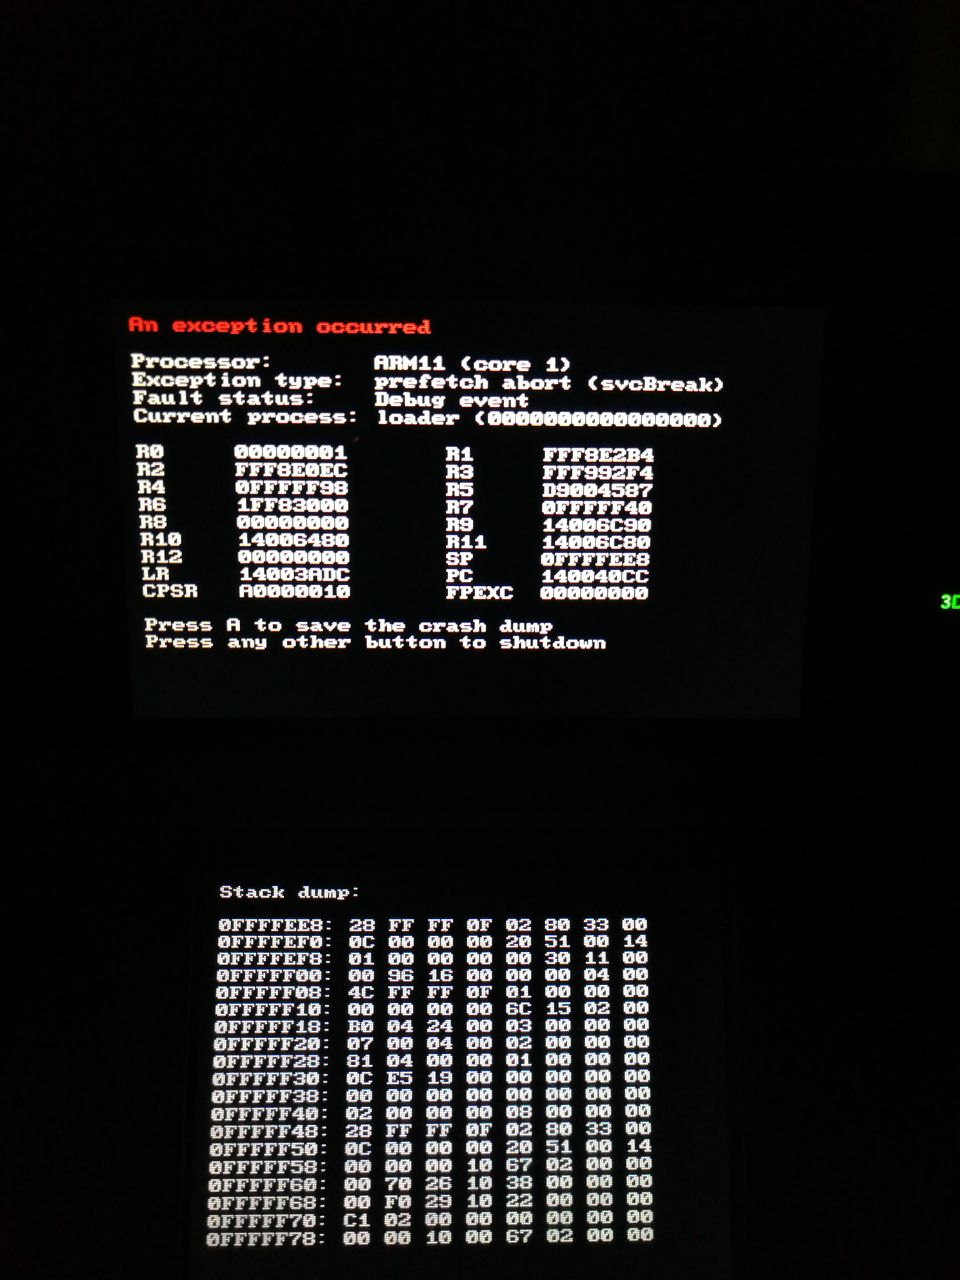 An exception occurred
Processor: ARM11 (core 1)
Exception type: prefetch abort (svcBreak)
Fault status: Debug event
Current process: loader (0000000000000000)
R0 00000001 R1 FFF8E2B4
R2 FFF8E0EC R3 FFF992F4
R4 0FFFFF98 R5 D9004587
R6 1FF83000 R7 0FFFFF40
R8 00000000 R9 14006C90
R10 14006480 R11 14006C80
R12 00000000 SP 0FFFFEE8
LR 14003ADC PC 140040CC
CPSR A0000010 FPEXC 00000000
Press A to save the crash dump
Press any other button to shutdown
3D
Stack dump:
0FFFFEE8: 28 FF FF 0F 02 80 33 00
0FFFFEF0: 0C 00 00 00 20 51 00 14
0FFFFEF8: 01 00 00 00 00 30 11 00
0FFFFF00: 00 96 16 00 00 00 04 00
0FFFFF08: 4C FF FF 0F 01 00 00 00
0FFFFF10: 00 00 00 00 6C 15 02 00
0FFFFF18: B0 04 24 00 03 00 00 00
0FFFFF20: 07 00 04 00 02 00 00 00
0FFFFF28: 81 04 00 00 01 00 00 00
0FFFFF30: 0C E5 19 00 00 00 00 00
0FFFFF38: 00 00 00 00 00 00 00 00
0FFFFF40: 02 00 00 00 08 00 00 00
0FFFFF48: 28 FF FF 0F 02 80 33 00
0FFFFF50: 0C 00 00 00 20 51 00 14
0FFFFF58: 00 00 00 10 67 02 00 00
0FFFFF60: 00 70 26 10 38 00 00 00
0FFFFF68: 00 F0 29 10 22 00 00 00
0FFFFF70: C1 02 00 00 00 00 00 00
0FFFFF78: 00 00 10 00 67 02 00 00